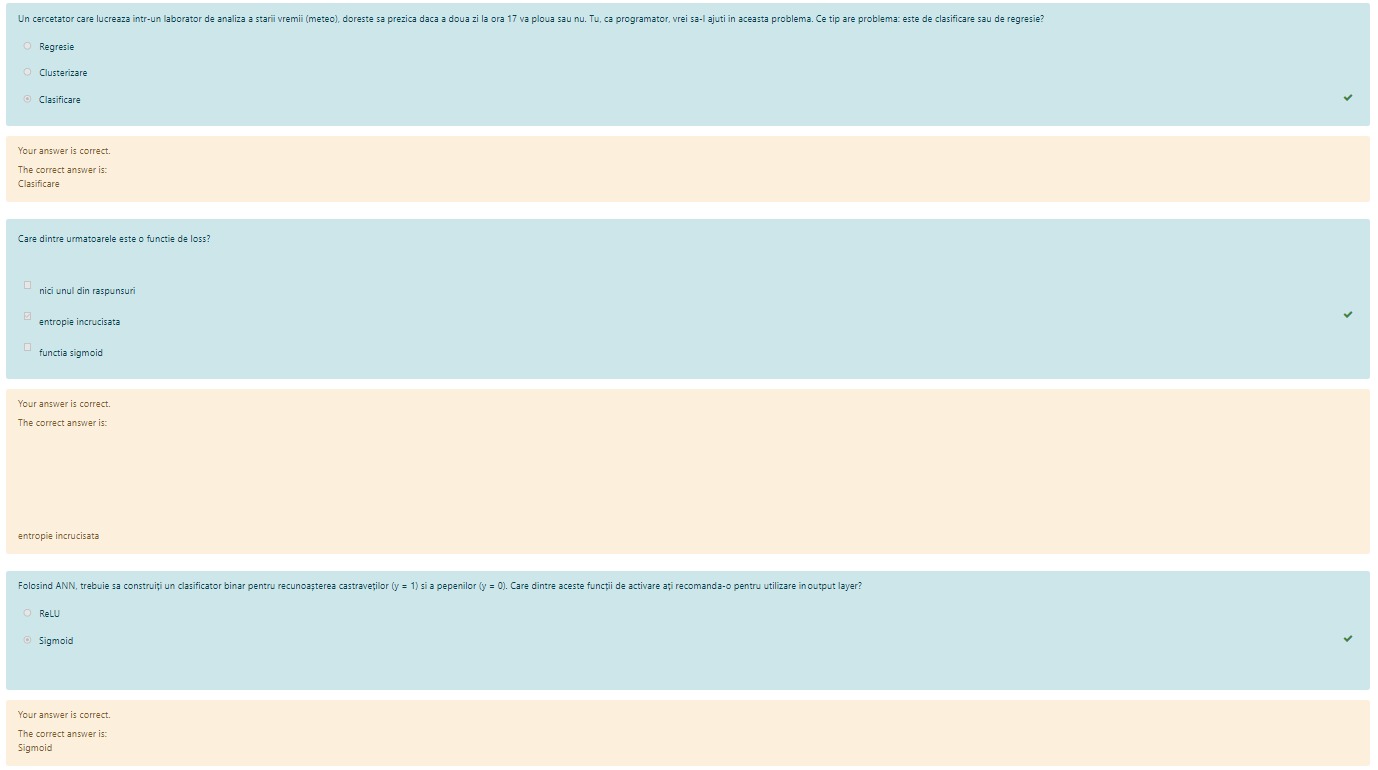 Un cercetator care lucreaza intr-un laborator de analiza a starii vremii (meteo), doreste sa prezica daca a doua zi la ora 17 va ploua sau nu. Tu, ca programator, vrei sa-l ajuti in aceasta problema. Ce tip are problema: este de clasificare sau de regresie?
Regresie
Clusterizare
Clasificare
Your answer is correct.
The correct answer is:
Clasificare
Care dintre urmatoarele este o functie de loss?
nici unul din raspunsuri
entropie incrucisata
functia sigmoid
Your answer is correct.
The correct answer is:
entropie incrucisata
Folosind ANN, trebuie sa construiți un clasificator binar pentru recunoașterea castraveților (y = 1) si a pepenilor (y = 0). Care dintre aceste funcții de activare ați recomanda-o pentru utilizare in output layer?
ReLU
Sigmoid
Your answer is correct.
The correct answer is:
Sigmoid